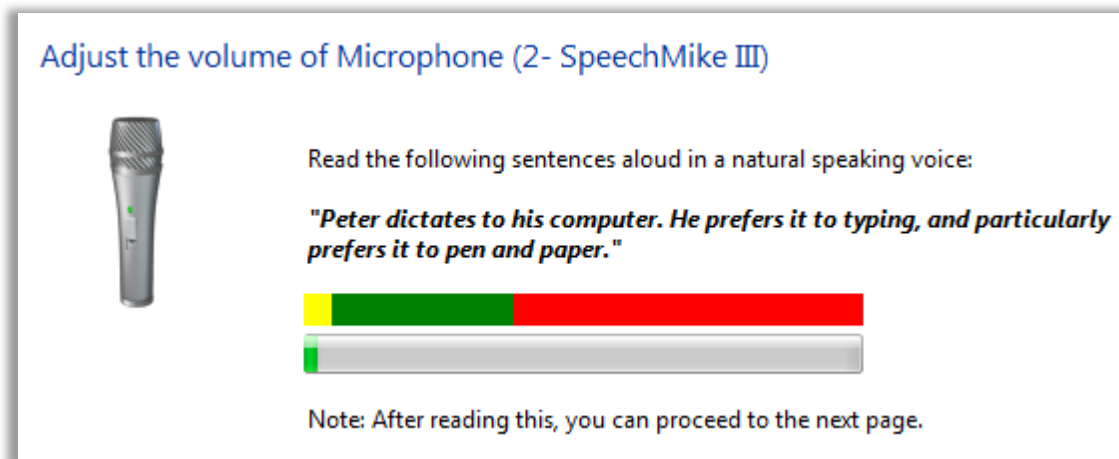 Adjust the volume of Microphone (2- SpeechMike III)
Read the following sentences aloud in a natural speaking voice:
"Peter dictates to his computer. He prefers it to typing, and particularly
prefers it to pen and paper."
Note: After reading this, you can proceed to the next page.